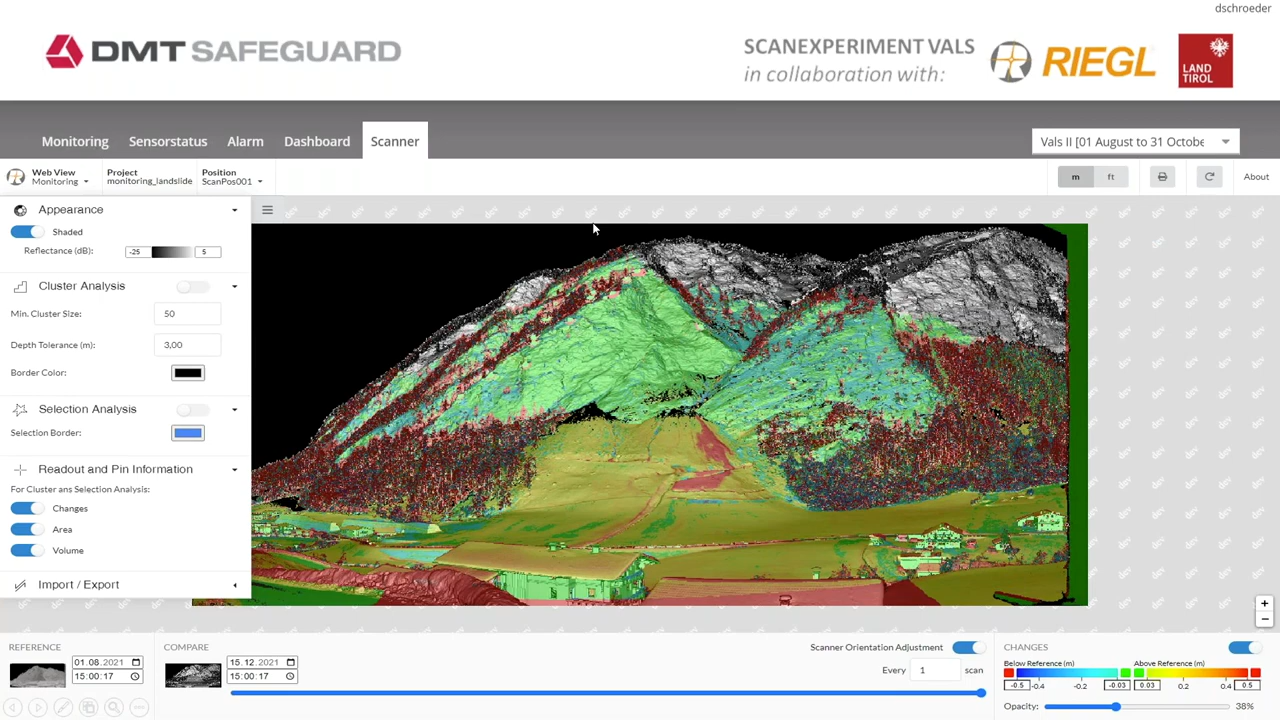 dschroeder
DMT SAFEGUARD
SCANEXPERIMENT VALS
in collaboration with:
RIEGL
LAND
TIROL
Monitoring Sensorstatus Alarm Dashboard Scanner
Vals II [01 August to 31 Octobe
Web View
Monitoring
Project
monitoring_landslide
Position
ScanPos001
m ft
About
Appearance
Shaded
Reflectance (dB): -25 5
Cluster Analysis
Min. Cluster Size: 50
Depth Tolerance (m): 3,00
Border Color:
Selection Analysis
Selection Border:
Readout and Pin Information
For Cluster ans Selection Analysis:
Changes
Area
Volume
Import / Export
dev
+
−
REFERENCE
01.08.2021
15:00:17
COMPARE
15.12.2021
15:00:17
Scanner Orientation Adjustment
Every 1 scan
CHANGES
Below Reference (m) Above Reference (m)
-0.5 -0.4 -0.2 -0.03 0.03 0.2 0.4 0.5
Opacity: 38%